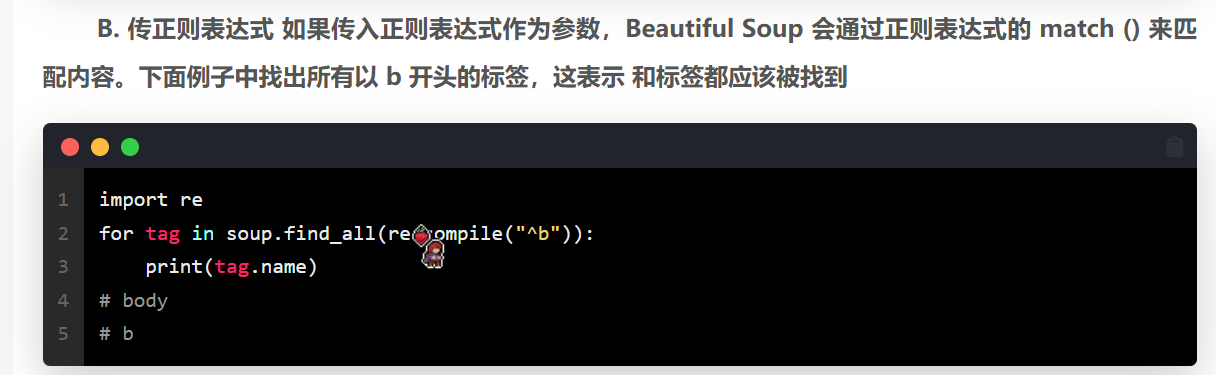 B. 传正则表达式 如果传入正则表达式作为参数，Beautiful Soup 会通过正则表达式的 match () 来匹
配内容。下面例子中找出所有以 b 开头的标签，这表示 和标签都应该被找到
1 import re
2 for tag in soup.find_all(re ompile("^b")):
3 print(tag.name)
4 # body
5 # b